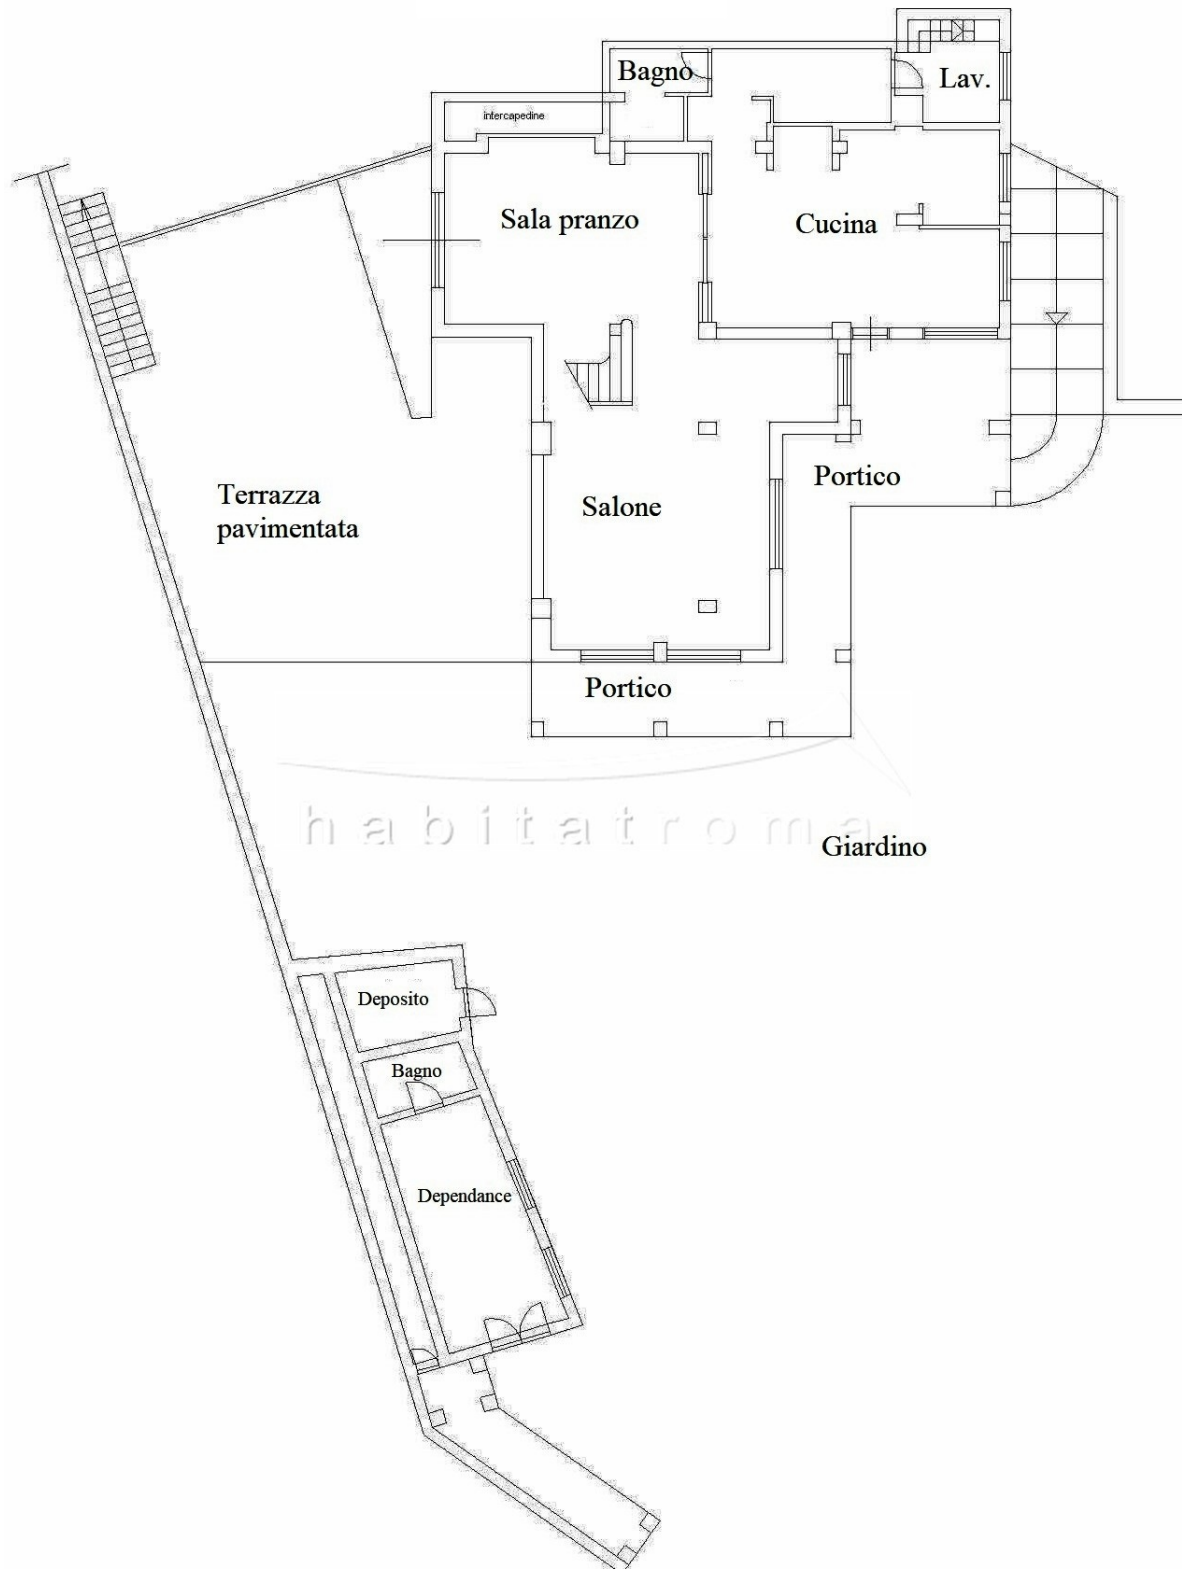 Bagno
Lav.
intercapedine
Sala pranzo
Cucina
Portico
Terrazza
pavimentata
Salone
Portico
habitatroma
Giardino
Deposito
Bagno
Dependance